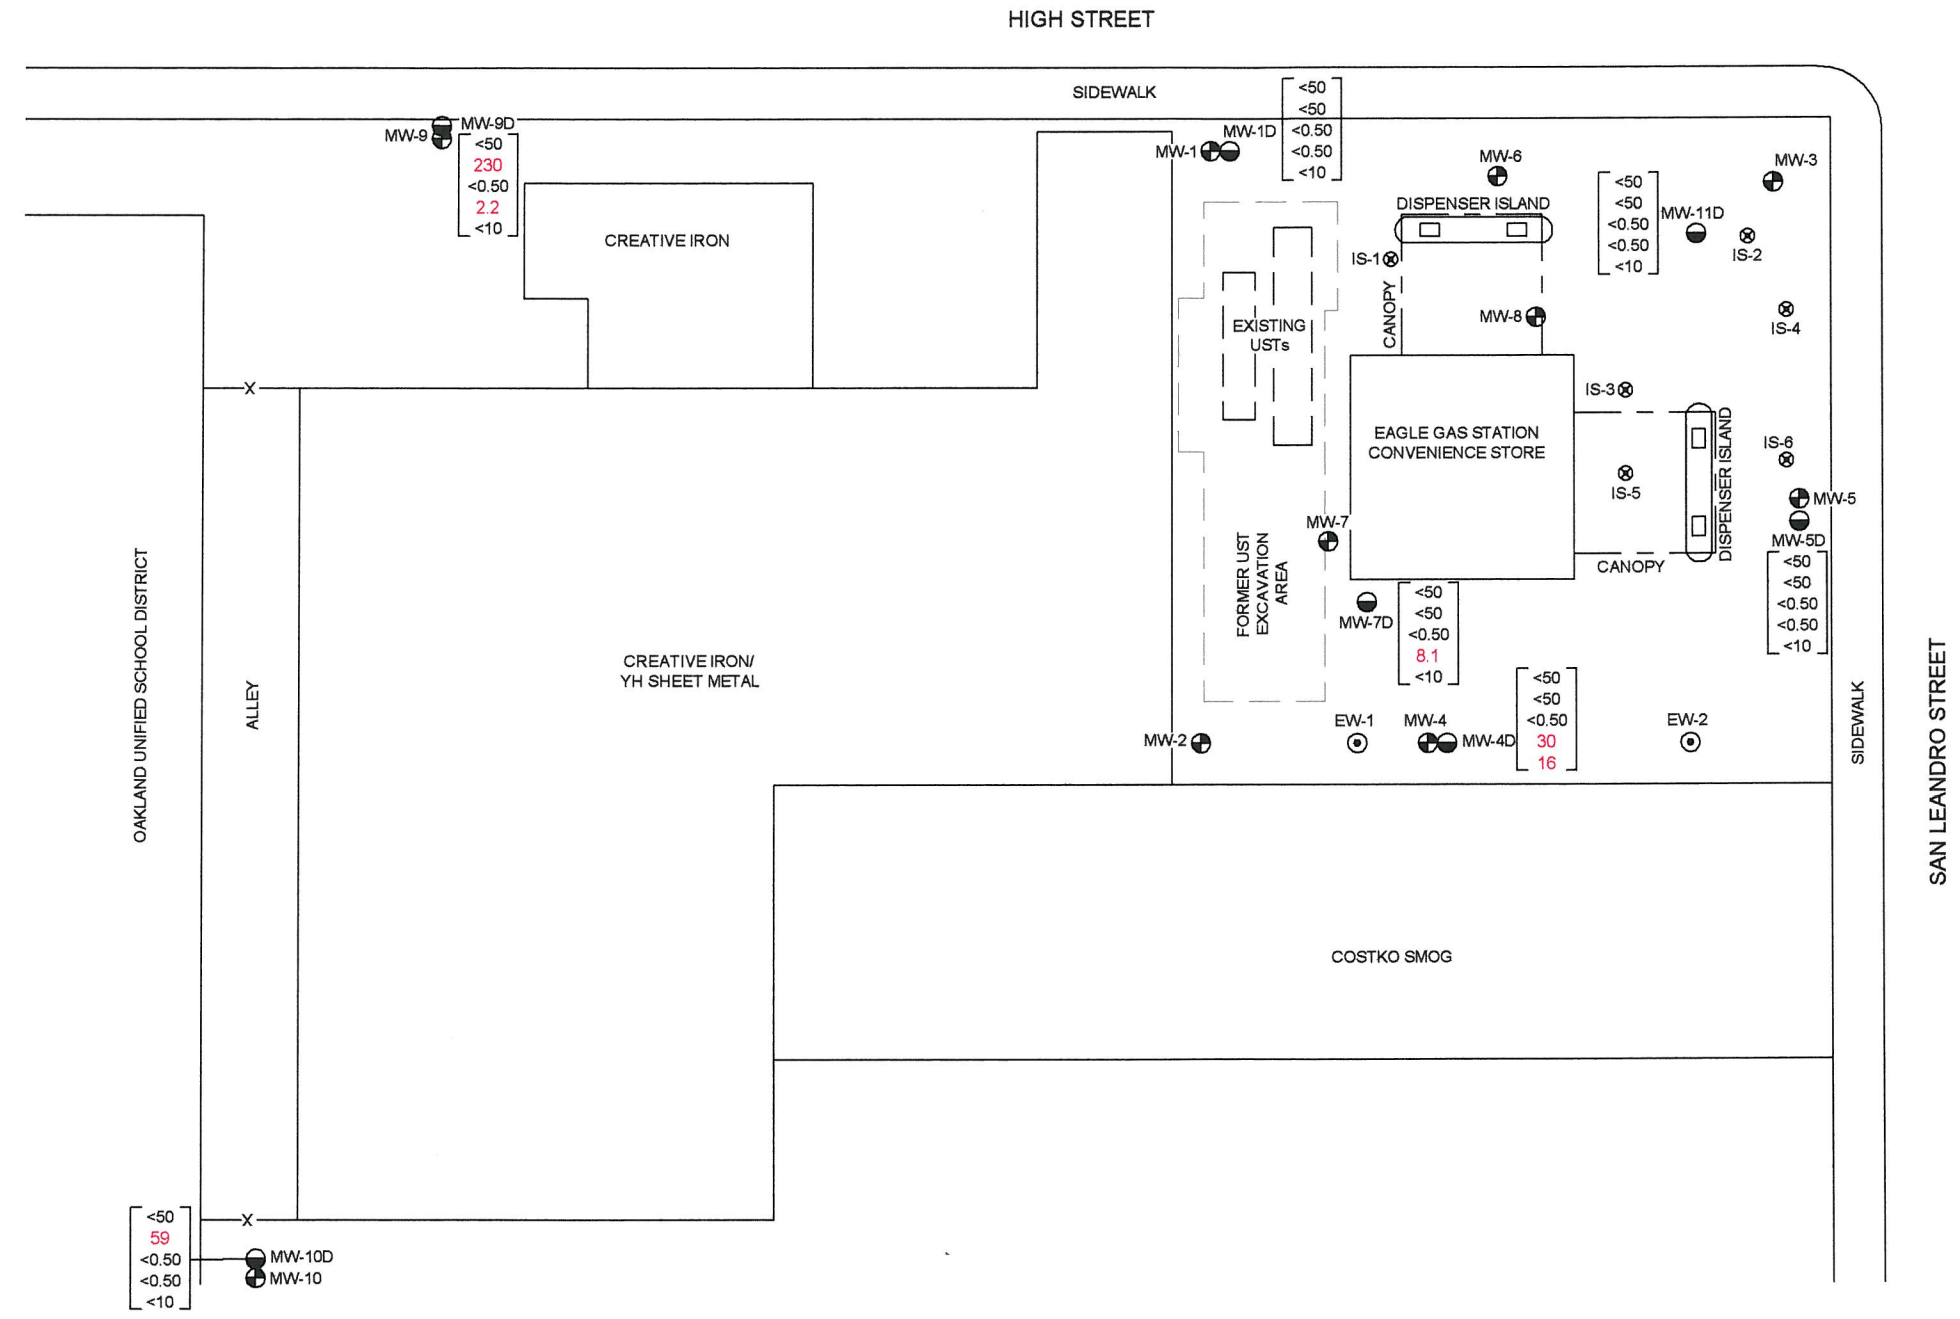 HIGH STREET
SIDEWALK
MW-9
MW-9D
<50
230
<0.50
2.2
<10
CREATIVE IRON
MW-1
MW-1D
<50
<50
<0.50
<0.50
<10
MW-6
DISPENSER ISLAND
IS-1
CANOPY
MW-8
<50
<50
<0.50
<0.50
<10
MW-11D
MW-3
IS-2
IS-4
EXISTING
USTs
EAGLE GAS STATION
CONVENIENCE STORE
IS-3
IS-5
DISPENSER ISLAND
CANOPY
IS-6
MW-5
MW-5D
<50
<50
<0.50
<0.50
<10
MW-7
FORMER UST
EXCAVATION
AREA
MW-7D
<50
<50
<0.50
8.1
<10
MW-2
EW-1
MW-4
MW-4D
<50
<50
<0.50
30
16
EW-2
SIDEWALK
SAN LEANDRO STREET
OAKLAND UNIFIED SCHOOL DISTRICT
X
ALLEY
CREATIVE IRON/
YH SHEET METAL
COSTKO SMOG
X
<50
59
<0.50
<0.50
<10
MW-10D
MW-10